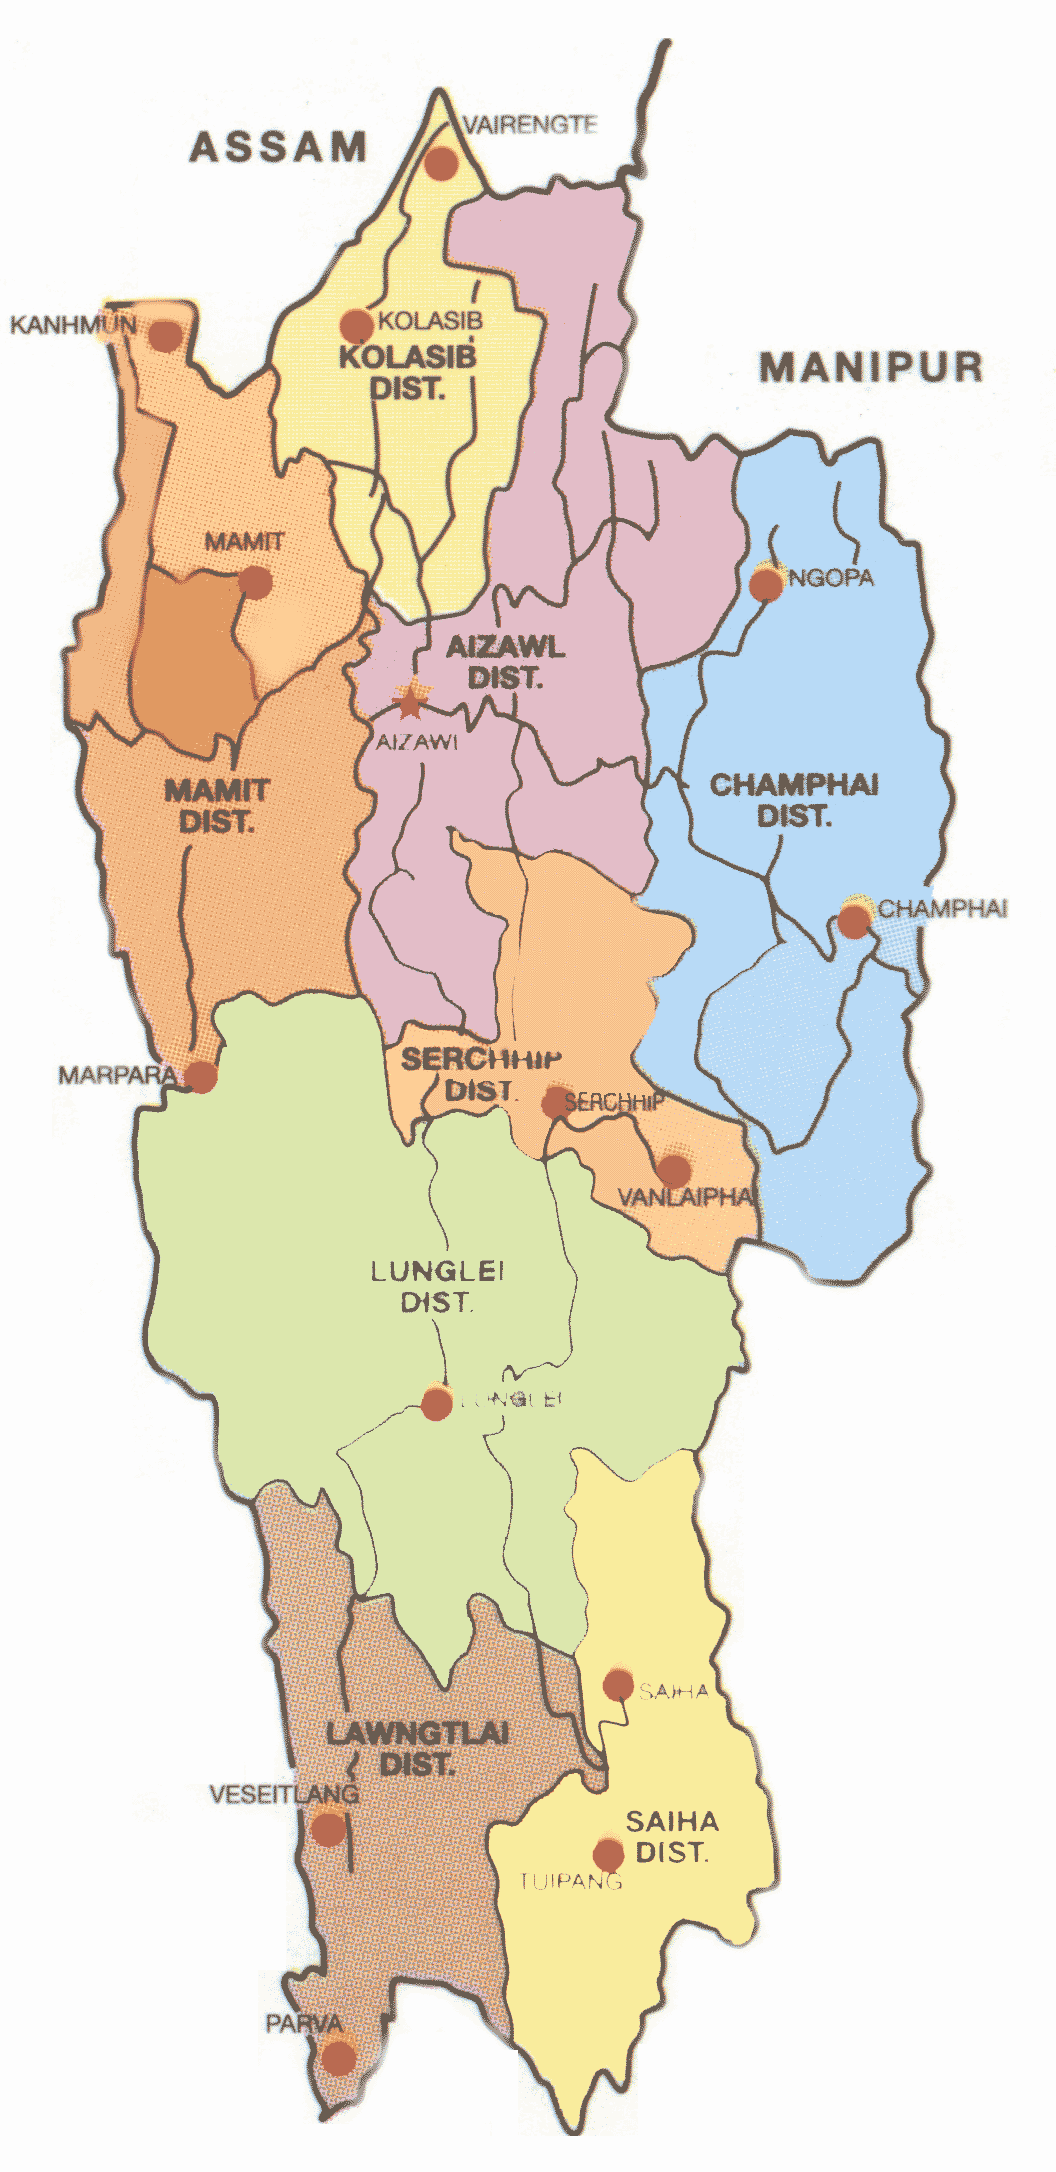 VAIRENGTE
ASSAM
KANHMUN
KOLASIB
KOLASIB
DIST.
MANIPUR
MAMIT
NGOPA
AIZAWL
DIST.
AIZAWL
MAMIT
DIST.
CHAMPHAI
DIST.
CHAMPHAI
SERCHHIP
DIST.
MARPARA
SERCHHIP
VANLAIPHAI
LUNGLEI
DIST.
LUNGLEI
SAIHA
LAWNGTLAI
DIST.
VESEITLANG
SAIHA
DIST.
TUIPANG
PARVA